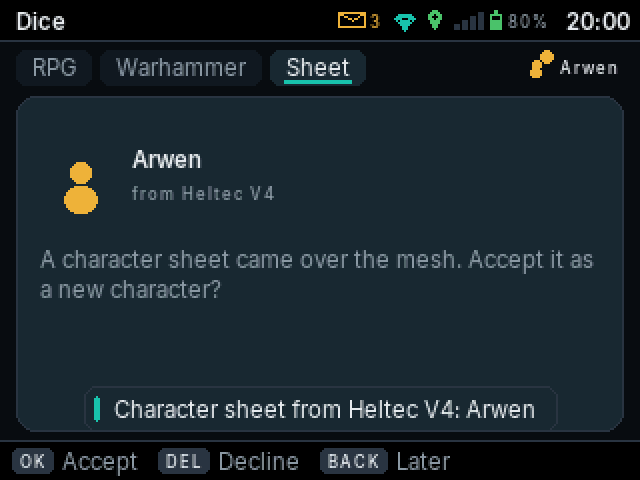 Dice 3 80% 20:00
RPG Warhammer Sheet Arwen
Arwen
from Heltec V4
A character sheet came over the mesh. Accept it as
a new character?
Character sheet from Heltec V4: Arwen
OK Accept DEL Decline BACK Later